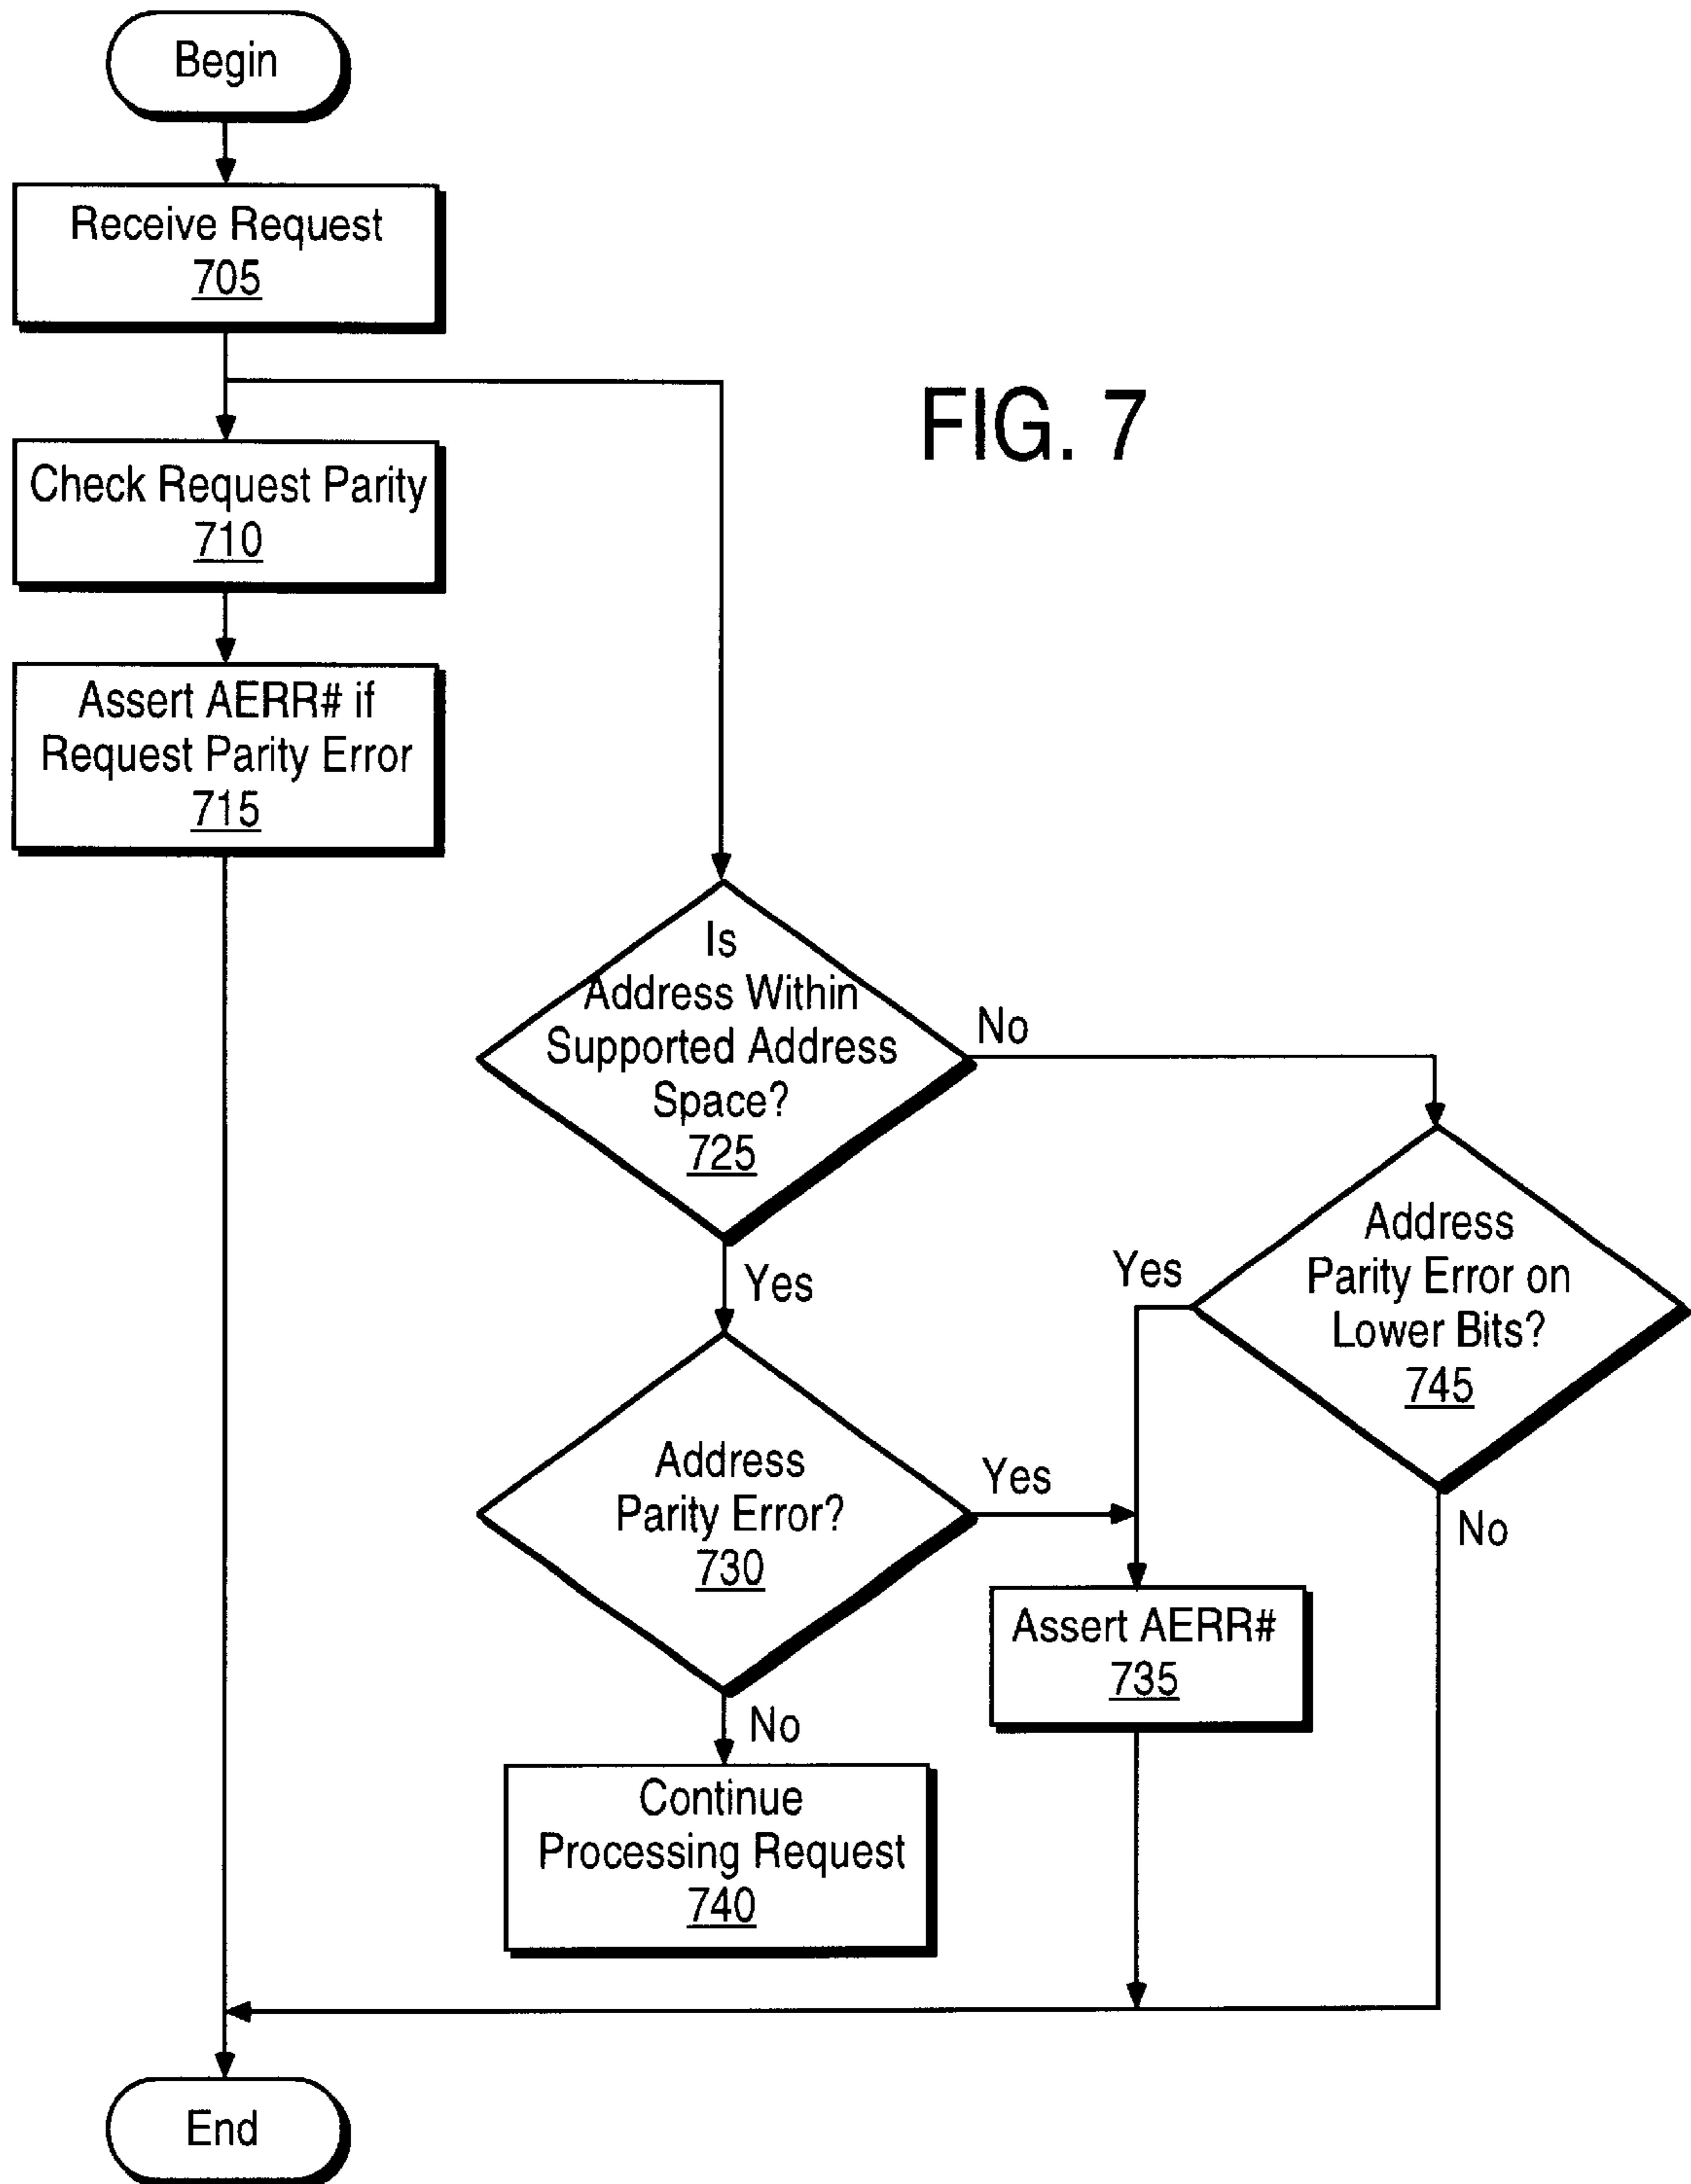 Begin
Receive Request
705
FIG. 7
Check Request Parity
710
Assert AERR# if
Request Parity Error
715
Is
Address Within
Supported Address
Space?
725
No
Yes
Address
Parity Error on
Lower Bits?
745
Yes
No
Address
Parity Error?
730
Yes
No
Assert AERR#
735
Continue
Processing Request
740
End